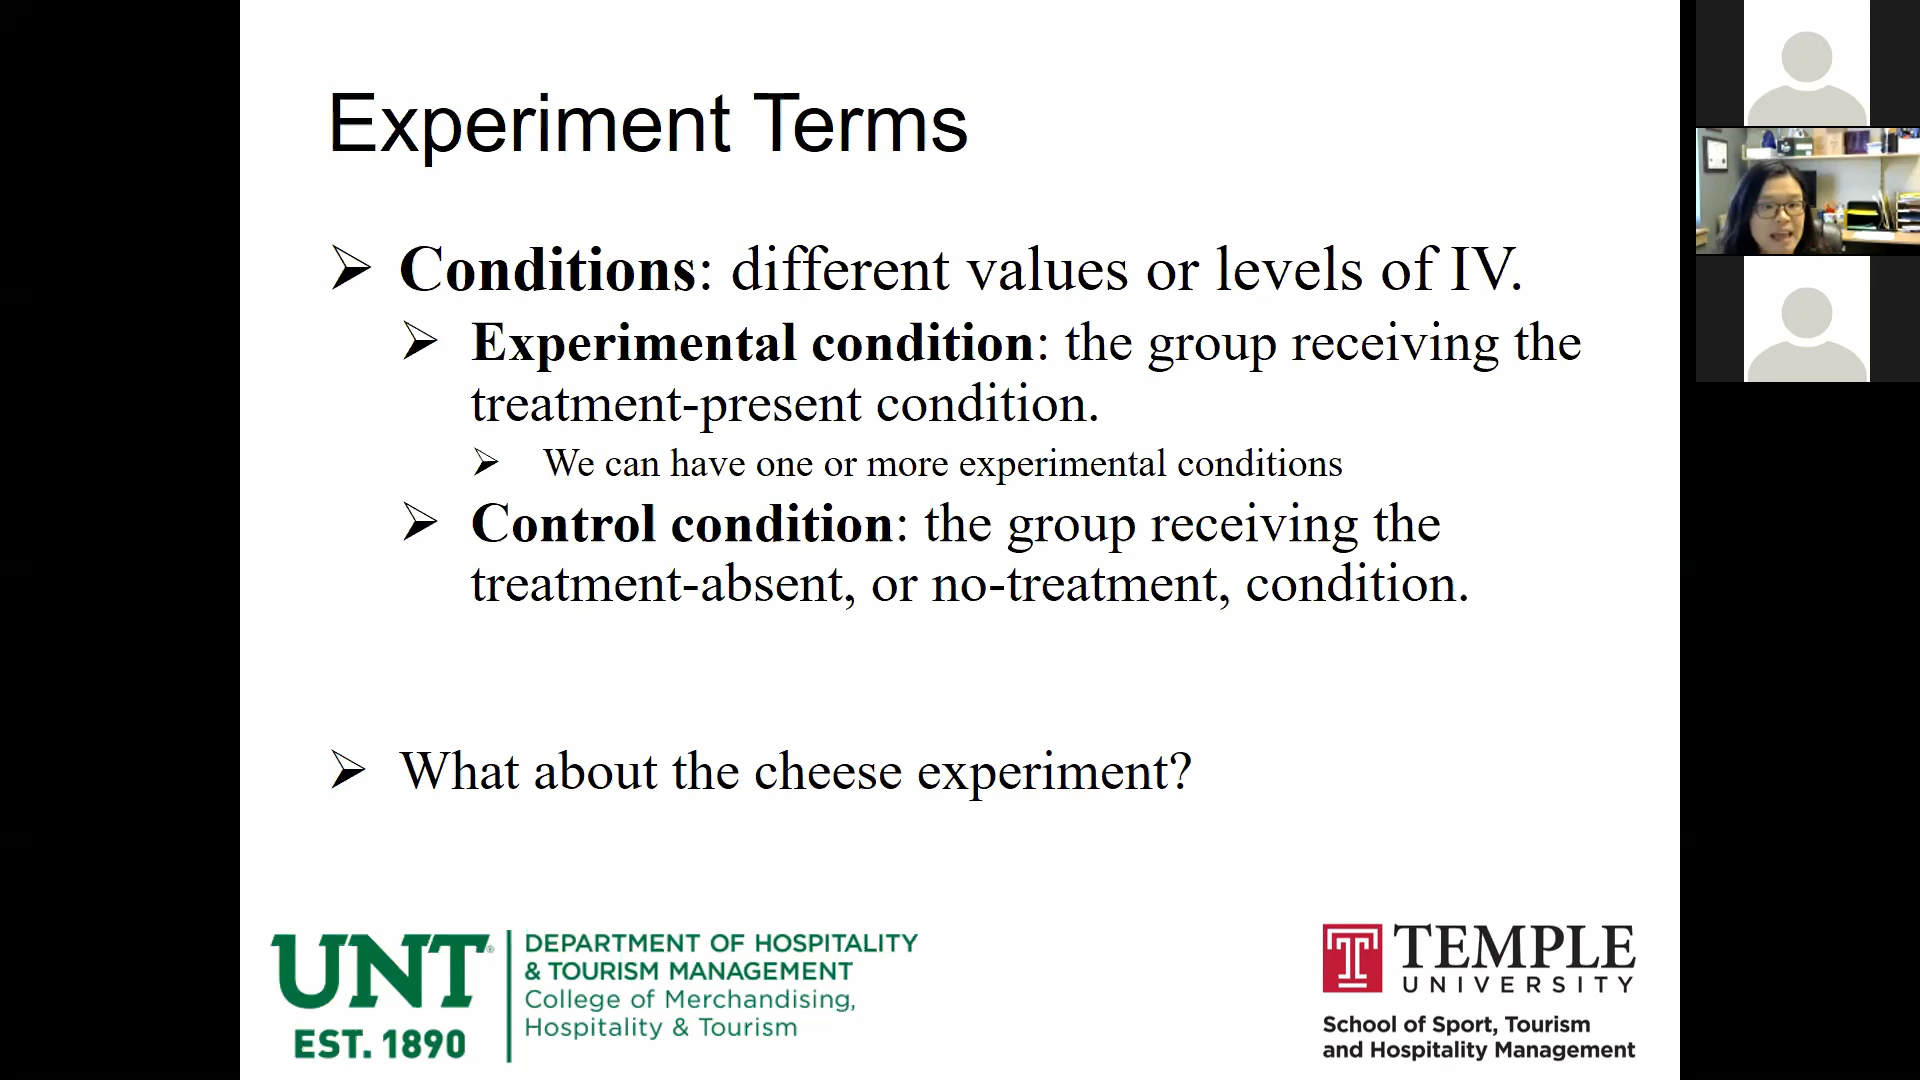 Experiment Terms
Conditions: different values or levels of IV.
Experimental condition: the group receiving the
treatment-present condition.
We can have one or more experimental conditions
Control condition: the group receiving the
treatment-absent, or no-treatment, condition.
What about the cheese experiment?
UNT®
EST. 1890
DEPARTMENT OF HOSPITALITY
& TOURISM MANAGEMENT
College of Merchandising,
Hospitality & Tourism
TEMPLE
UNIVERSITY
School of Sport, Tourism
and Hospitality Management